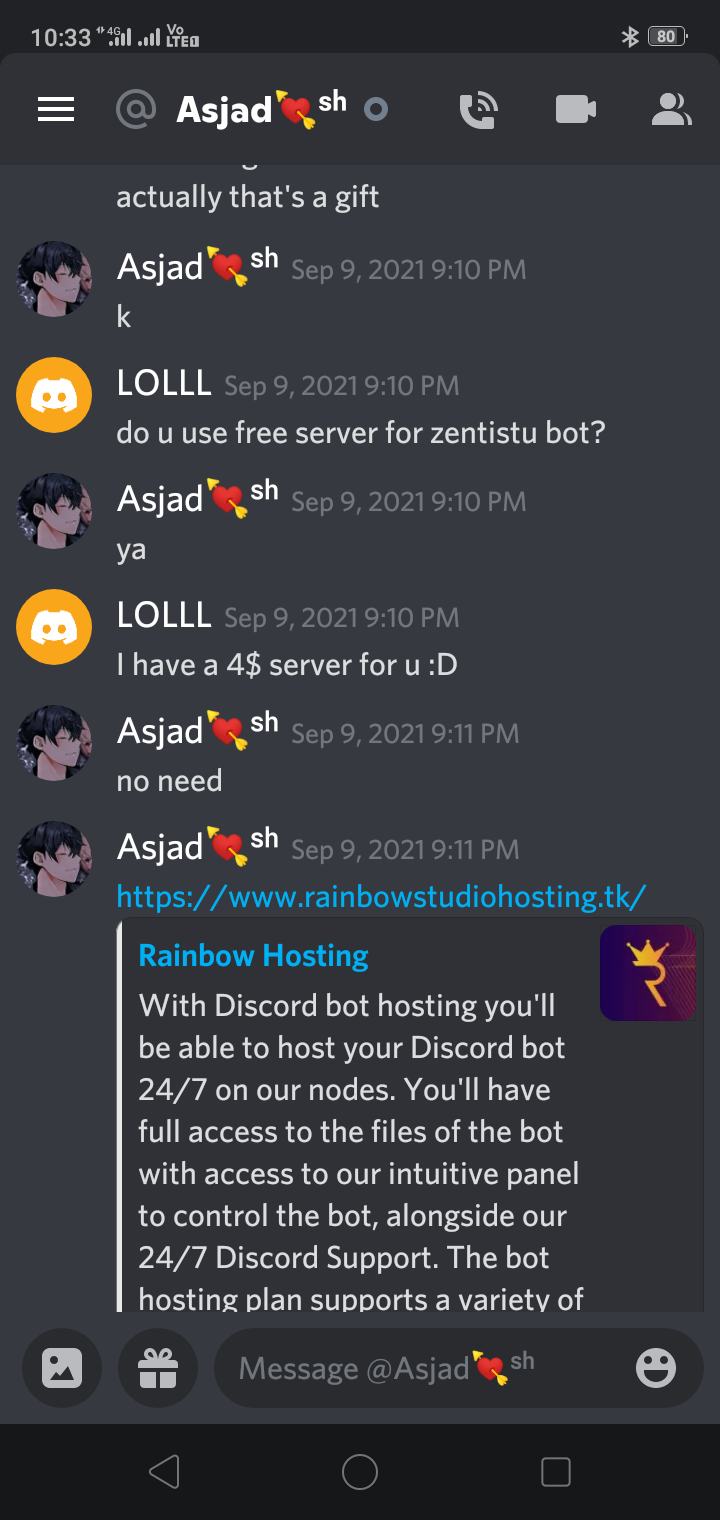 10:33 4G Vo LTE 80
@ Asjad💘 sh
actually that's a gift
Asjad💘 sh Sep 9, 2021 9:10 PM
k
LOLLL Sep 9, 2021 9:10 PM
do u use free server for zentistu bot?
Asjad💘 sh Sep 9, 2021 9:10 PM
ya
LOLLL Sep 9, 2021 9:10 PM
I have a 4$ server for u :D
Asjad💘 sh Sep 9, 2021 9:11 PM
no need
Asjad💘 sh Sep 9, 2021 9:11 PM
https://www.rainbowstudiohosting.tk/
Rainbow Hosting
R
With Discord bot hosting you'll
be able to host your Discord bot
24/7 on our nodes. You'll have
full access to the files of the bot
with access to our intuitive panel
to control the bot, alongside our
24/7 Discord Support. The bot
hosting plan supports a variety of
Message @Asjad💘 sh